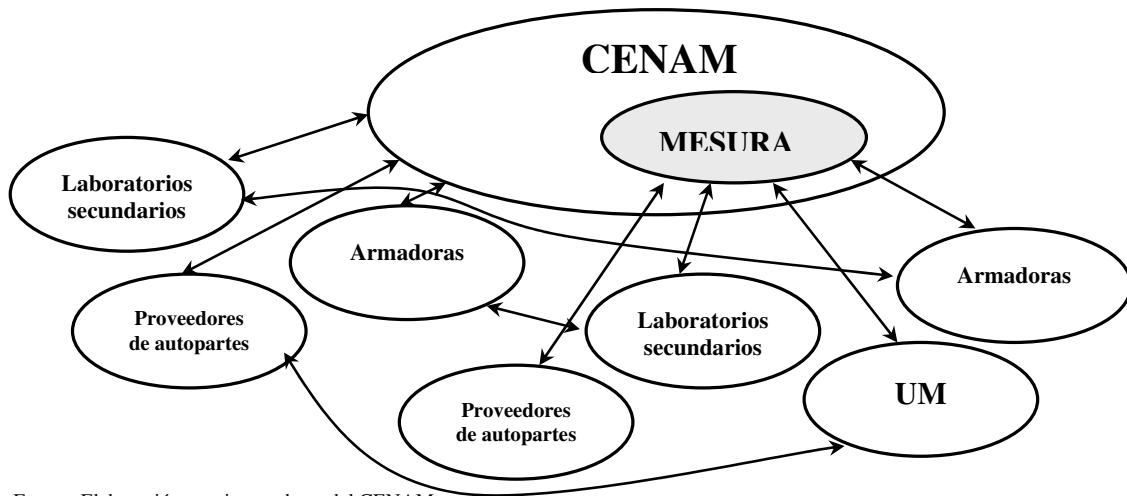 CENAM
MESURA
Laboratorios
secundarios
Armadoras
Armadoras
Proveedores
de autopartes
Laboratorios
secundarios
UM
Proveedores
de autopartes